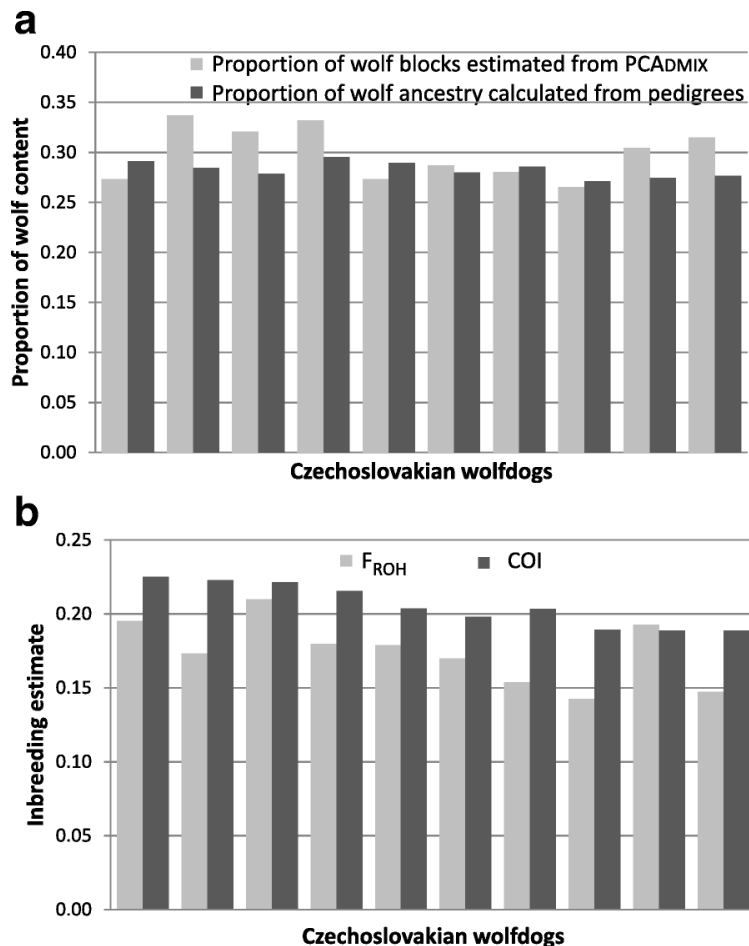 a
0.40
Proportion of wolf blocks estimated from PCADMIX
Proportion of wolf ancestry calculated from pedigrees
0.35
0.30
0.25
0.20
0.15
0.10
0.05
0.00
Proportion of wolf content
Czechoslovakian wolfdogs
b
0.25
F_ROH COI
0.20
0.15
0.10
0.05
0.00
Inbreeding estimate
Czechoslovakian wolfdogs